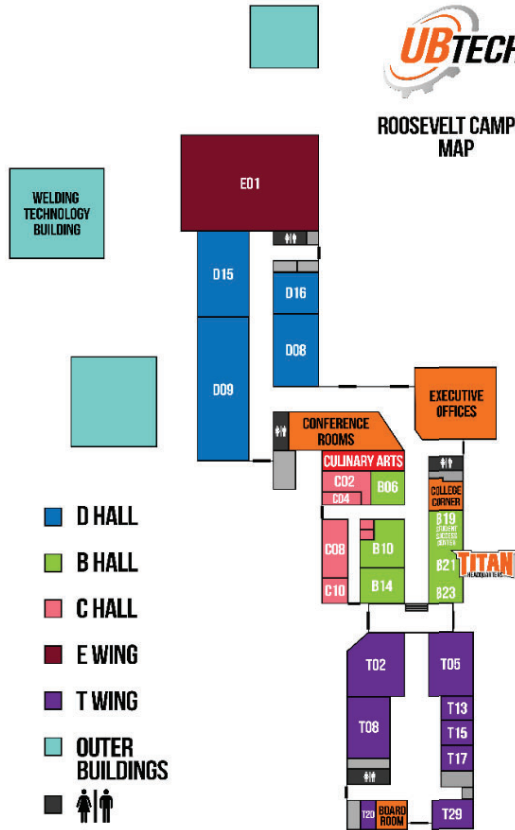 UBTECH
ROOSEVELT CAMP
MAP
E01
WELDING
TECHNOLOGY
BUILDING
D15
D16
D08
D09
EXECUTIVE
OFFICES
CONFERENCE
ROOMS
CULINARY ARTS
C02
B06
C04
COLLEGE
CORNER
B19
STUDENT
SUCCESS
CENTER
C08
B10
B21
TITAN
HEADQUARTERS
C10
B14
B23
D HALL
B HALL
C HALL
E WING
T WING
OUTER
BUILDINGS
T02
T05
T08
T13
T15
T17
T20
BOARD
ROOM
T29